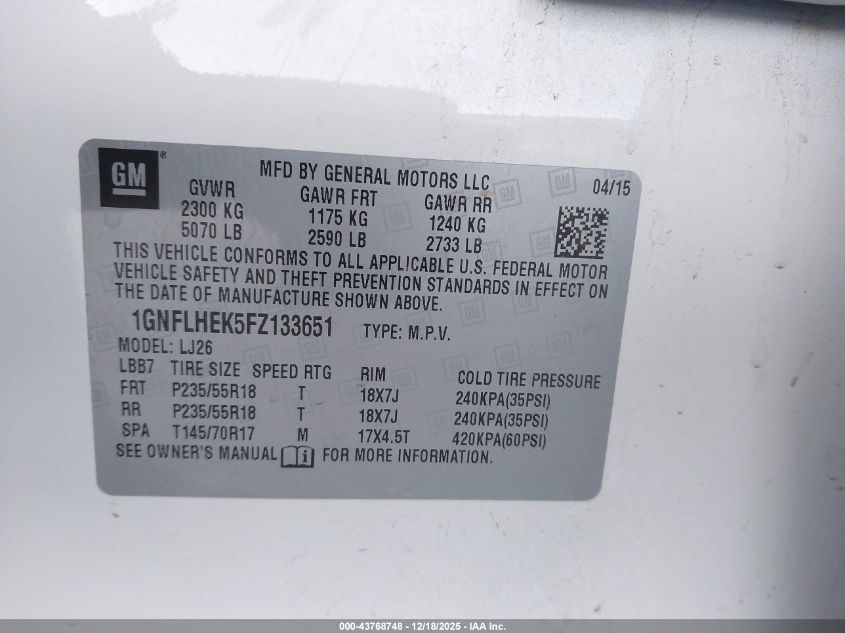 GM ® MFD BY GENERAL MOTORS LLC 04/15
GVWR GAWR FRT GAWR RR
2300 KG 1175 KG 1240 KG
5070 LB 2590 LB 2733 LB
THIS VEHICLE CONFORMS TO ALL APPLICABLE U.S. FEDERAL MOTOR
VEHICLE SAFETY AND THEFT PREVENTION STANDARDS IN EFFECT ON
THE DATE OF MANUFACTURE SHOWN ABOVE.
1GNFLHEK5FZ133651 TYPE: M.P.V.
MODEL: LJ26
LBB7 TIRE SIZE SPEED RTG RIM COLD TIRE PRESSURE
FRT P235/55R18 T 18X7J 240KPA(35PSI)
RR P235/55R18 T 18X7J 240KPA(35PSI)
SPA T145/70R17 M 17X4.5T 420KPA(60PSI)
SEE OWNER'S MANUAL i FOR MORE INFORMATION.
000-43768748 - 12/18/2025 - IAA Inc.